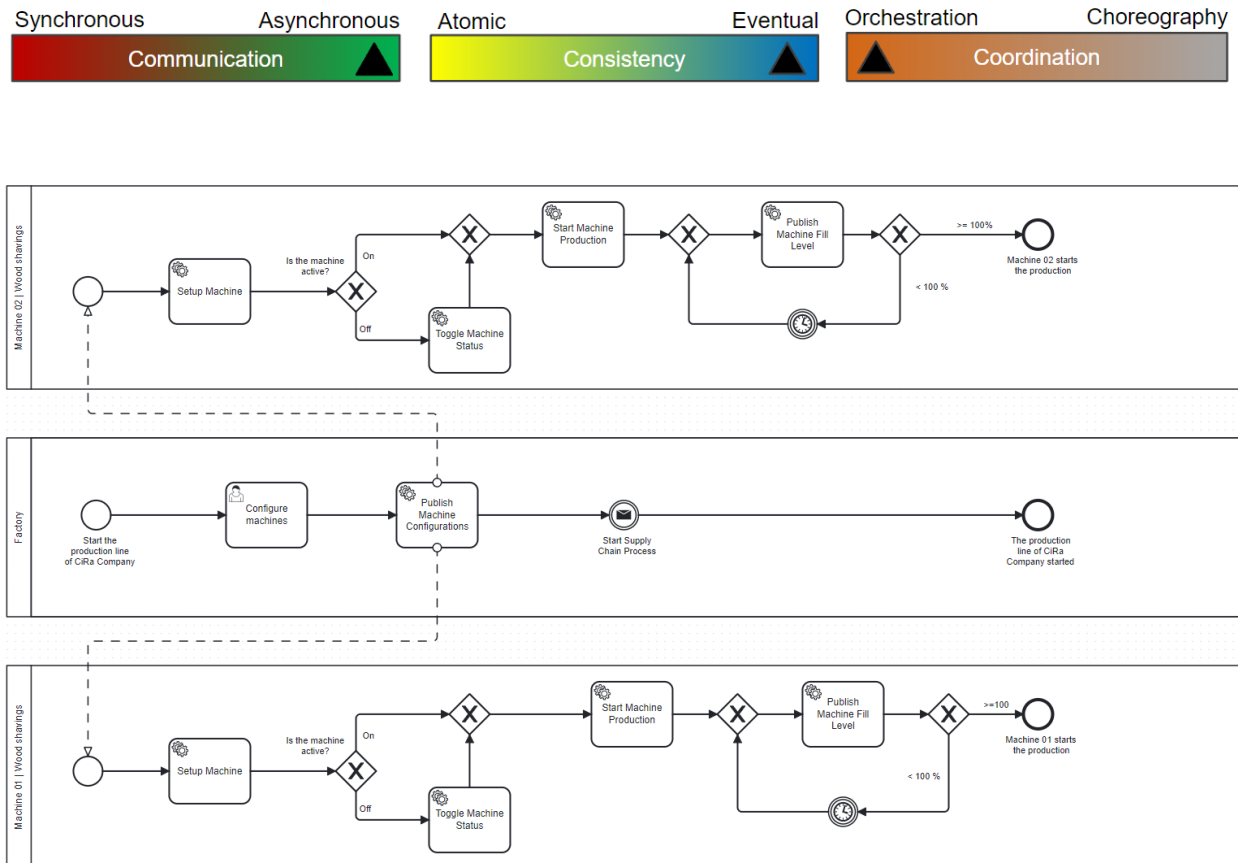 Synchronous
Asynchronous
Atomic
Eventual
Orchestration
Choreography
Communication
Consistency
Coordination
Machine 02 | Wood shavings
Setup Machine
Is the machine
active?
On
Off
Toggle Machine
Status
Start Machine
Production
Publish
Machine Fill
Level
>= 100%
< 100 %
Machine 02 starts
the production
Factory
Start the
production line
of CiRa Company
Configure
machines
Publish
Machine
Configurations
Start Supply
Chain Process
The production
line of CiRa
Company started
Machine 01 | Wood shavings
Setup Machine
Is the machine
active?
On
Off
Toggle Machine
Status
Start Machine
Production
Publish
Machine Fill
Level
>=100
< 100 %
Machine 01 starts
the production